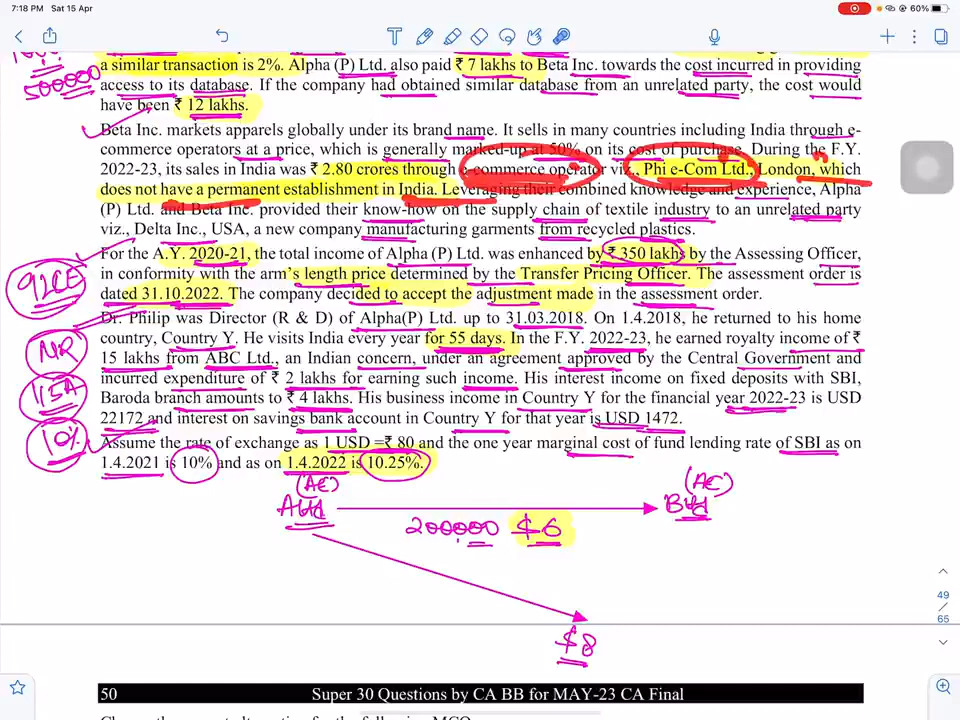 7:18 PM Sat 15 Apr
60%
500000
a similar transaction is 2%. Alpha (P) Ltd. also paid ₹ 7 lakhs to Beta Inc. towards the cost incurred in providing
access to its database. If the company had obtained similar database from an unrelated party, the cost would
have been ₹ 12 lakhs.
Beta Inc. markets apparels globally under its brand name. It sells in many countries including India through e-
commerce operators at a price, which is generally marked-up at 50% on its cost of purchase. During the F.Y.
2022-23, its sales in India was ₹ 2.80 crores through e-commerce operator viz., Phi e-Com Ltd., London, which
does not have a permanent establishment in India. Leveraging their combined knowledge and experience, Alpha
(P) Ltd. and Beta Inc. provided their know-how on the supply chain of textile industry to an unrelated party
viz., Delta Inc., USA, a new company manufacturing garments from recycled plastics.
For the A.Y. 2020-21, the total income of Alpha (P) Ltd. was enhanced by ₹ 350 lakhs by the Assessing Officer,
in conformity with the arm's length price determined by the Transfer Pricing Officer. The assessment order is
dated 31.10.2022. The company decided to accept the adjustment made in the assessment order.
92CE
Dr. Philip was Director (R & D) of Alpha(P) Ltd. up to 31.03.2018. On 1.4.2018, he returned to his home
country, Country Y. He visits India every year for 55 days. In the F.Y. 2022-23, he earned royalty income of ₹
15 lakhs from ABC Ltd., an Indian concern, under an agreement approved by the Central Government and
incurred expenditure of ₹ 2 lakhs for earning such income. His interest income on fixed deposits with SBI,
Baroda branch amounts to ₹ 4 lakhs. His business income in Country Y for the financial year 2022-23 is USD
22172 and interest on savings bank account in Country Y for that year is USD 1472.
NR
115A
10%
Assume the rate of exchange as 1 USD =₹ 80 and the one year marginal cost of fund lending rate of SBI as on
1.4.2021 is 10% and as on 1.4.2022 is 10.25%.
(AE)
(AE)
200000 $6
$8
49
/
65
50 Super 30 Questions by CA BB for MAY-23 CA Final